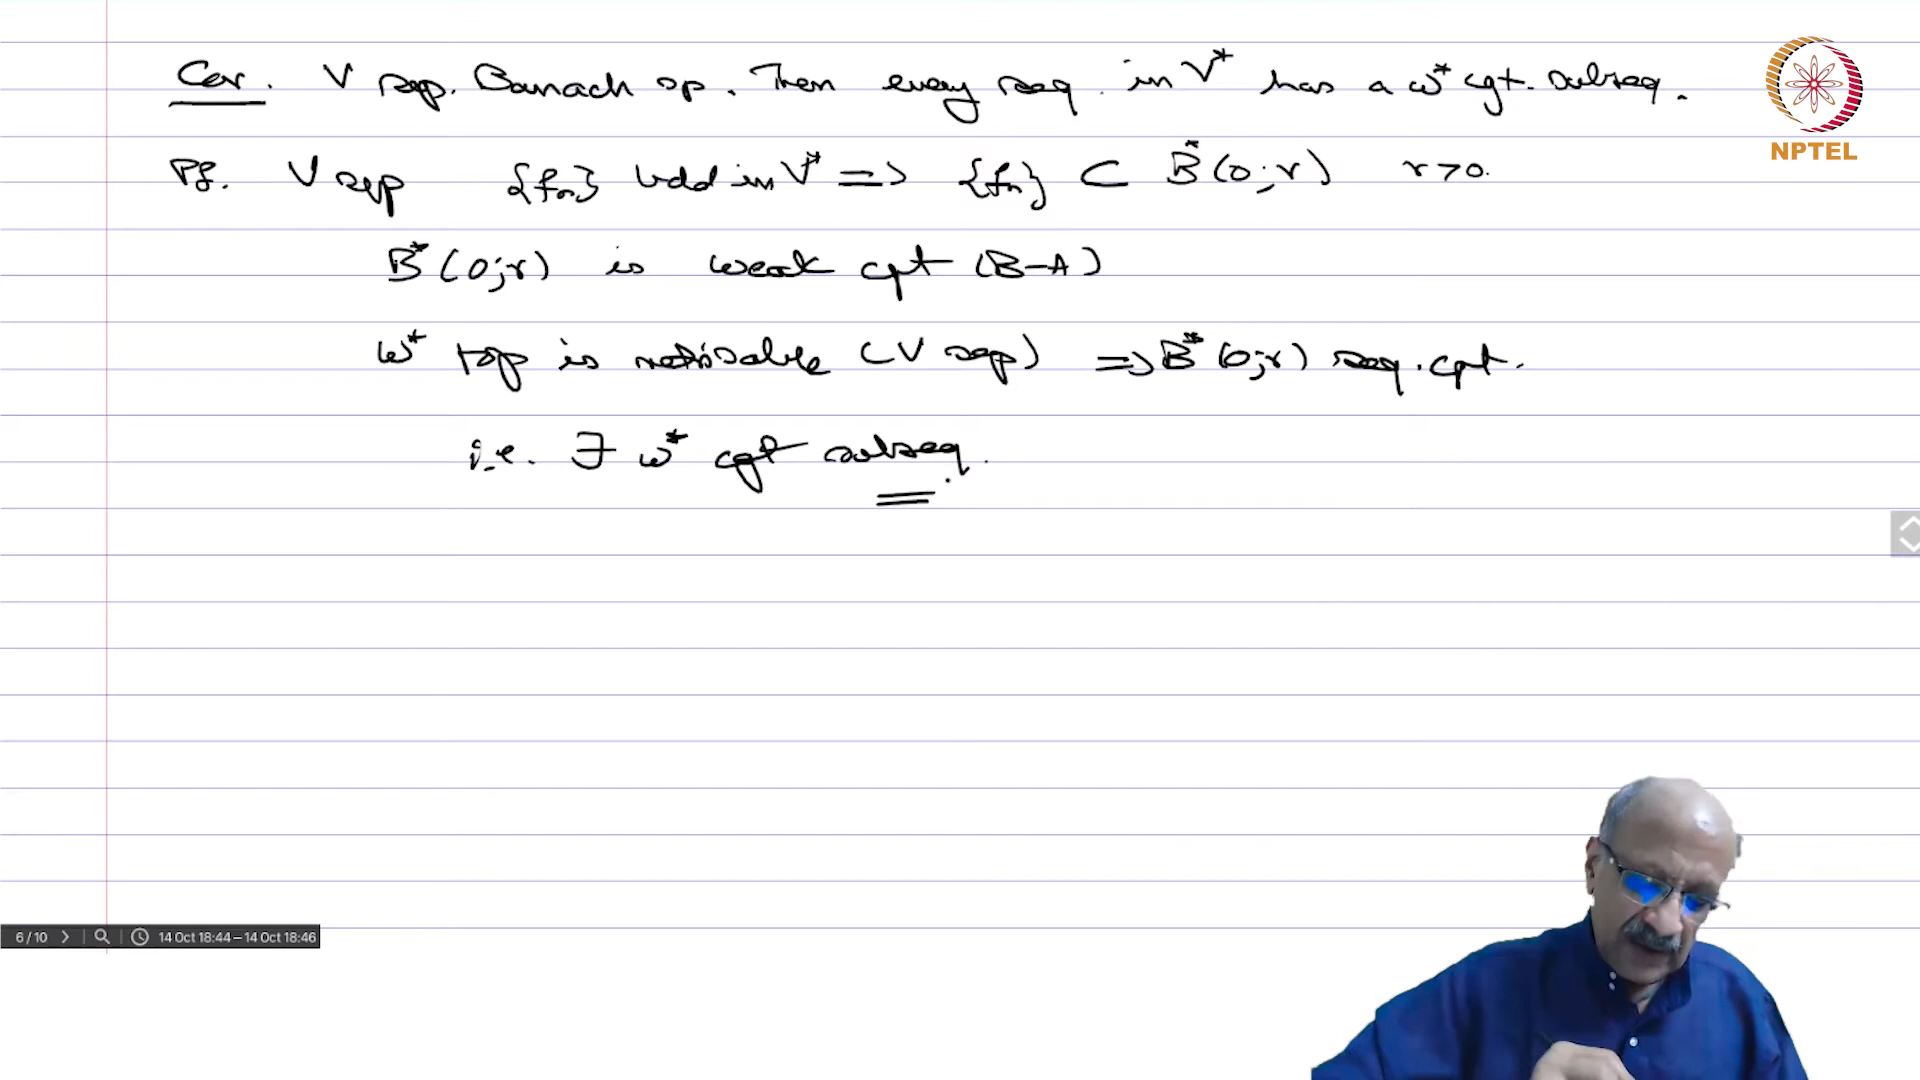 Cor. V sep. Banach sp. Then every seq. in V* has a w* cgt. subseq.
Pf. V sep {fn} bdd in V* => {fn} ⊂ B*(0;r) r>0.
B*(0;r) is weak cpt (B-A)
w* top is metrisable (V sep) => B*(0;r) seq. cpt.
i.e. ∃ w* cgt subseq.
NPTEL
6/10 14 Oct 18:44 – 14 Oct 18:46